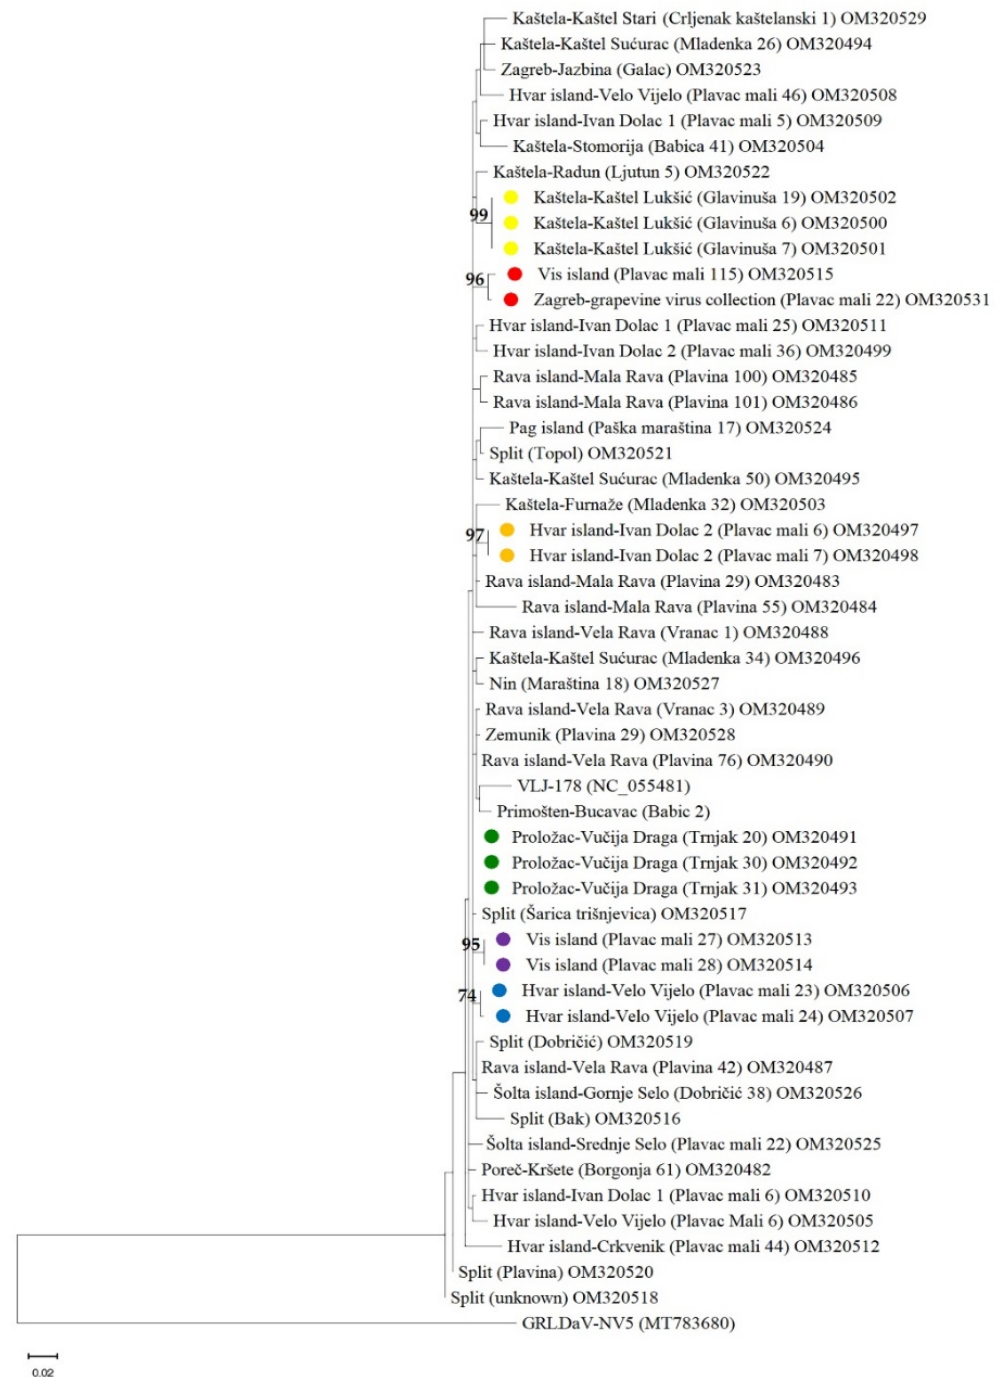 Kaštela-Kaštel Stari (Crljenak kaštelanski 1) OM320529
Kaštela-Kaštel Sućurac (Mladenka 26) OM320494
Zagreb-Jazbina (Galac) OM320523
Hvar island-Velo Vijelo (Plavac mali 46) OM320508
Hvar island-Ivan Dolac 1 (Plavac mali 5) OM320509
Kaštela-Stomorija (Babica 41) OM320504
Kaštela-Radun (Ljutun 5) OM320522
Kaštela-Kaštel Lukšić (Glavinuša 19) OM320502
99
Kaštela-Kaštel Lukšić (Glavinuša 6) OM320500
Kaštela-Kaštel Lukšić (Glavinuša 7) OM320501
96
Vis island (Plavac mali 115) OM320515
Zagreb-grapevine virus collection (Plavac mali 22) OM320531
Hvar island-Ivan Dolac 1 (Plavac mali 25) OM320511
Hvar island-Ivan Dolac 2 (Plavac mali 36) OM320499
Rava island-Mala Rava (Plavina 100) OM320485
Rava island-Mala Rava (Plavina 101) OM320486
Pag island (Paška maraština 17) OM320524
Split (Topol) OM320521
Kaštela-Kaštel Sućurac (Mladenka 50) OM320495
Kaštela-Furnaže (Mladenka 32) OM320503
97
Hvar island-Ivan Dolac 2 (Plavac mali 6) OM320497
Hvar island-Ivan Dolac 2 (Plavac mali 7) OM320498
Rava island-Mala Rava (Plavina 29) OM320483
Rava island-Mala Rava (Plavina 55) OM320484
Rava island-Vela Rava (Vranac 1) OM320488
Kaštela-Kaštel Sućurac (Mladenka 34) OM320496
Nin (Maraština 18) OM320527
Rava island-Vela Rava (Vranac 3) OM320489
Zemunik (Plavina 29) OM320528
Rava island-Vela Rava (Plavina 76) OM320490
VLJ-178 (NC_055481)
Primošten-Bucavac (Babic 2)
Proložac-Vučija Draga (Trnjak 20) OM320491
Proložac-Vučija Draga (Trnjak 30) OM320492
Proložac-Vučija Draga (Trnjak 31) OM320493
Split (Šarica trišnjevica) OM320517
95
Vis island (Plavac mali 27) OM320513
Vis island (Plavac mali 28) OM320514
74
Hvar island-Velo Vijelo (Plavac mali 23) OM320506
Hvar island-Velo Vijelo (Plavac mali 24) OM320507
Split (Dobričić) OM320519
Rava island-Vela Rava (Plavina 42) OM320487
Šolta island-Gornje Selo (Dobričić 38) OM320526
Split (Bak) OM320516
Šolta island-Srednje Selo (Plavac mali 22) OM320525
Poreč-Kršete (Borgonja 61) OM320482
Hvar island-Ivan Dolac 1 (Plavac mali 6) OM320510
Hvar island-Velo Vijelo (Plavac Mali 6) OM320505
Hvar island-Crkvenik (Plavac mali 44) OM320512
Split (Plavina) OM320520
Split (unknown) OM320518
GRLDaV-NV5 (MT783680)
0.02